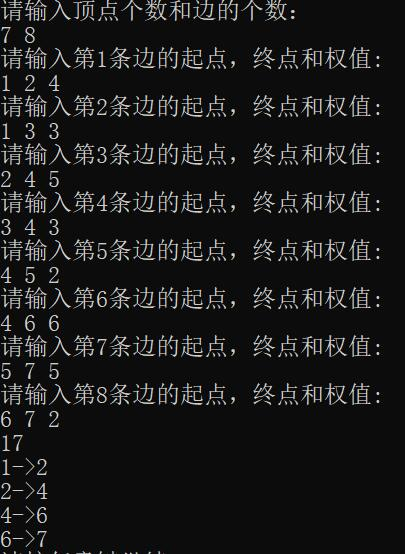 请输入顶点个数和边的个数：
7 8
请输入第1条边的起点，终点和权值：
1 2 4
请输入第2条边的起点，终点和权值：
1 3 3
请输入第3条边的起点，终点和权值：
2 4 5
请输入第4条边的起点，终点和权值：
3 4 3
请输入第5条边的起点，终点和权值：
4 5 2
请输入第6条边的起点，终点和权值：
4 6 6
请输入第7条边的起点，终点和权值：
5 7 5
请输入第8条边的起点，终点和权值：
6 7 2
17
1->2
2->4
4->6
6->7